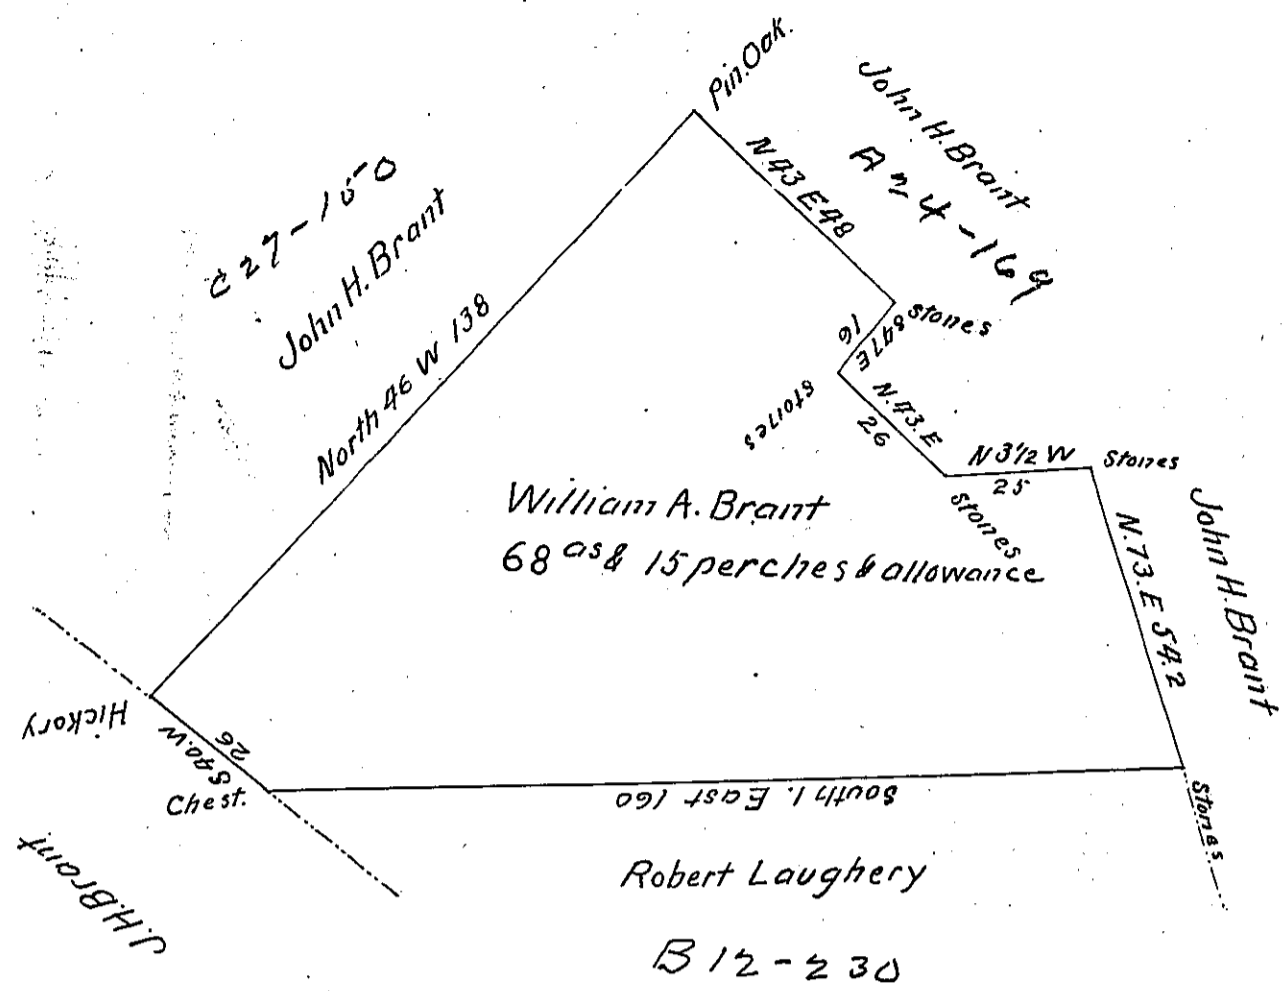 Pin.Oak.
John H. Brant
A 74-169
C 27-150
John H. Brant
N 43 E 48
North 46 W 138
Stones
S 47 E
16
Stones
N. 43. E
26
N 3½ W
25
Stones
Stones
William A. Brant
68 as & 15 perches & allowance
N. 73. E 54.2
John H. Brant
Hickory
S 40. W
26
Chest.
South 1. East 160
Stones
J. H. Brant
Robert Laughery
B 12-230